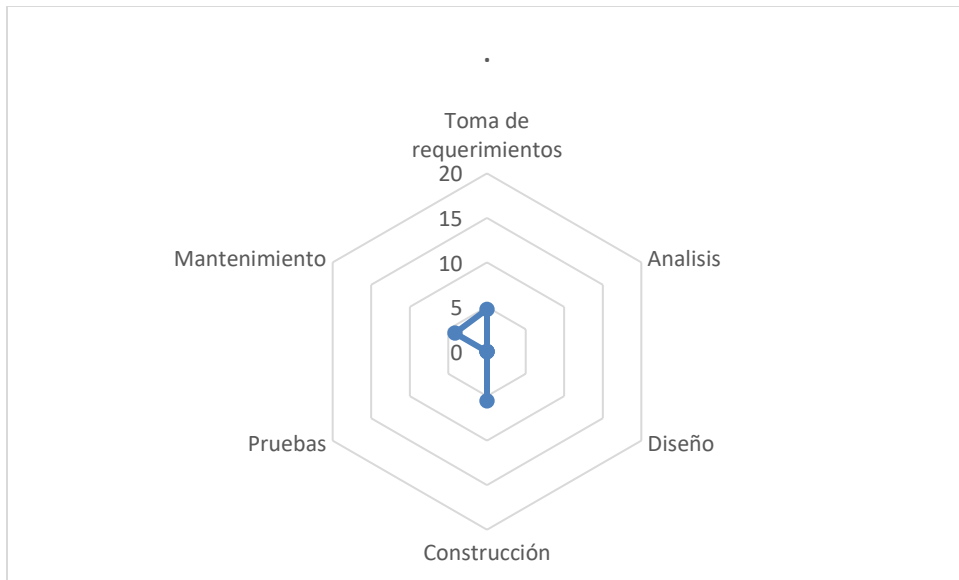 .
Toma de
requerimientos
20
15
Mantenimiento
Analisis
10
5
0
Pruebas
Diseño
Construcción